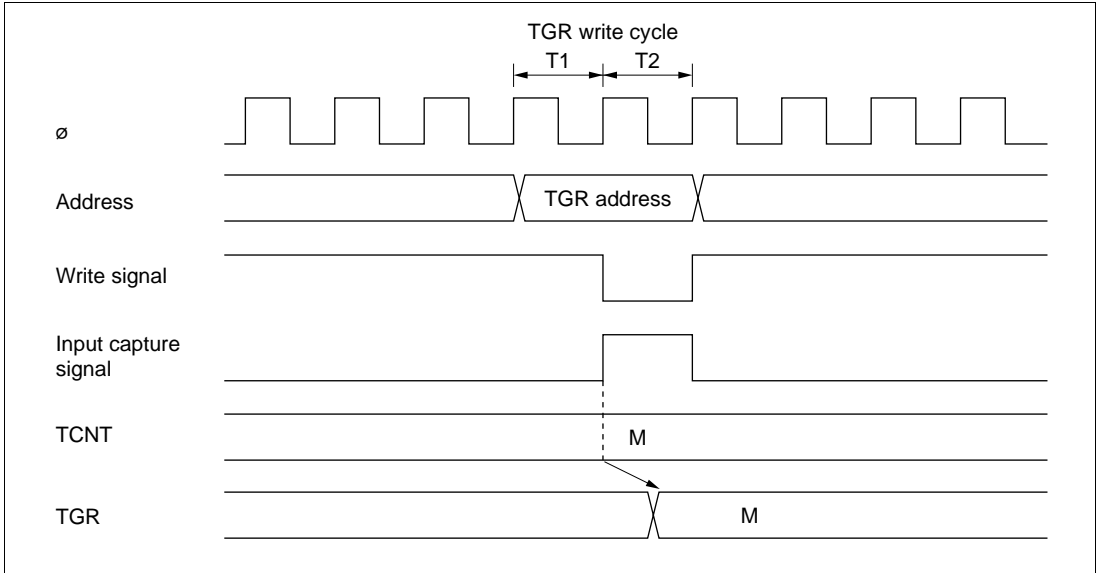 TGR write cycle
T1 T2
ø
Address
TGR address
Write signal
Input capture
signal
TCNT
M
TGR
M